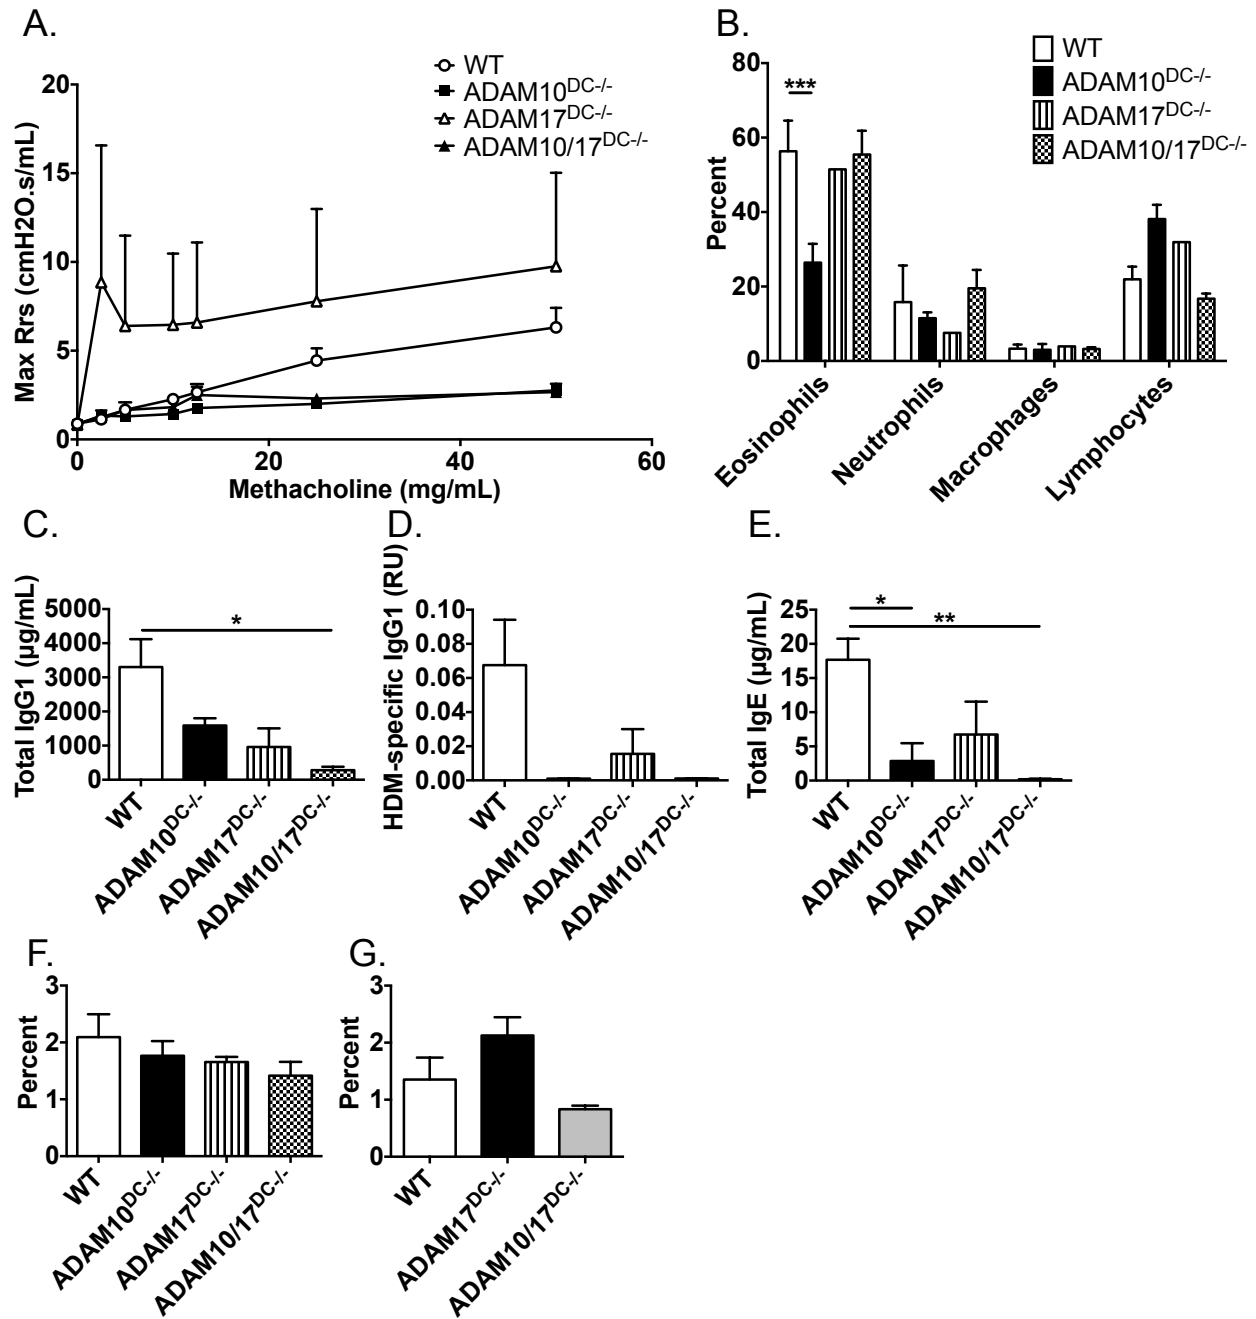 A.
WT
ADAM10DC-/-
ADAM17DC-/-
ADAM10/17DC-/-
Max Rrs (cmH2O.s/mL)
20
15
10
5
0
0 20 40 60
Methacholine (mg/mL)
B.
WT
ADAM10DC-/-
ADAM17DC-/-
ADAM10/17DC-/-
Percent
80
60
40
20
0
***
Eosinophils
Neutrophils
Macrophages
Lymphocytes
C.
Total IgG1 (µg/mL)
5000
4000
3000
2000
1000
0
*
WT
ADAM10DC-/-
ADAM17DC-/-
ADAM10/17DC-/-
D.
HDM-specific IgG1 (RU)
0.10
0.08
0.06
0.04
0.02
0.00
WT
ADAM10DC-/-
ADAM17DC-/-
ADAM10/17DC-/-
E.
Total IgE (µg/mL)
25
20
15
10
5
0
*
**
WT
ADAM10DC-/-
ADAM17DC-/-
ADAM10/17DC-/-
F.
Percent
3
2
1
0
WT
ADAM10DC-/-
ADAM17DC-/-
ADAM10/17DC-/-
G.
Percent
3
2
1
0
WT
ADAM17DC-/-
ADAM10/17DC-/-